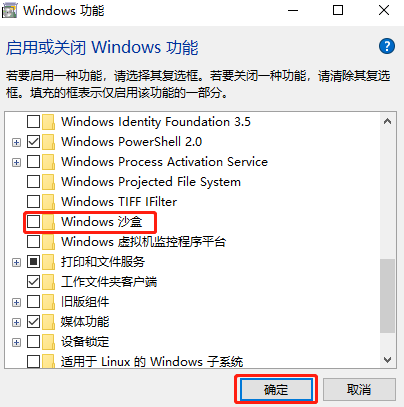 Windows 功能
启用或关闭 Windows 功能
若要启用一种功能，请选择其复选框。若要关闭一种功能，请清除其复选
框。填充的框表示仅启用该功能的一部分。
Windows Identity Foundation 3.5
Windows PowerShell 2.0
Windows Process Activation Service
Windows Projected File System
Windows TIFF IFilter
Windows 沙盒
Windows 虚拟机监控程序平台
打印和文件服务
工作文件夹客户端
旧版组件
媒体功能
设备锁定
适用于 Linux 的 Windows 子系统
确定
取消